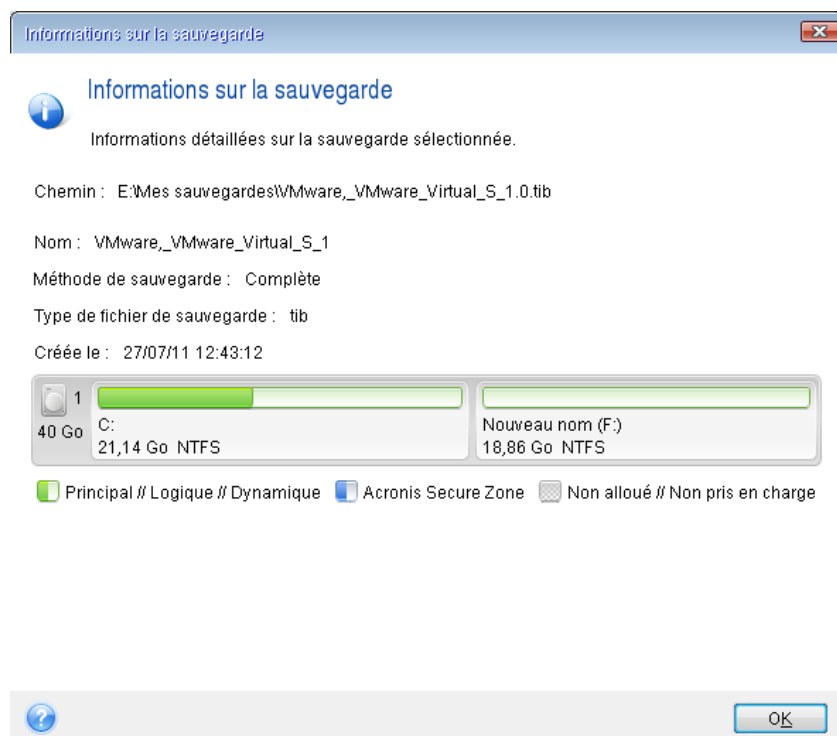 Informations sur la sauvegarde
Informations sur la sauvegarde
Informations détaillées sur la sauvegarde sélectionnée.
Chemin : E:\Mes sauvegardes\VMware,_VMware_Virtual_S_1.0.tib
Nom : VMware,_VMware_Virtual_S_1
Méthode de sauvegarde : Complète
Type de fichier de sauvegarde : tib
Créée le : 27/07/11 12:43:12
1
40 Go
C:
21,14 Go NTFS
Nouveau nom (F:)
18,86 Go NTFS
Principal // Logique // Dynamique Acronis Secure Zone Non alloué // Non pris en charge
OK